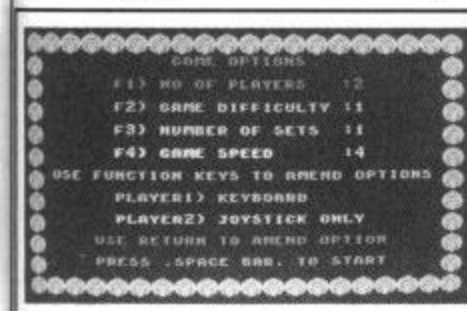 GAME OPTIONS
F1) NO OF PLAYERS :2
F2) GAME DIFFICULTY :1
F3) NUMBER OF SETS :1
F4) GAME SPEED :4
USE FUNCTION KEYS TO AMEND OPTIONS
PLAYER1) KEYBOARD
PLAYER2) JOYSTICK ONLY
USE RETURN TO AMEND OPTION
PRESS .SPACE BAR. TO START